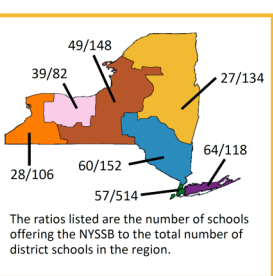 49/148
39/82
27/134
64/118
60/152
28/106
57/514
The ratios listed are the number of schools
offering the NYSSB to the total number of
district schools in the region.